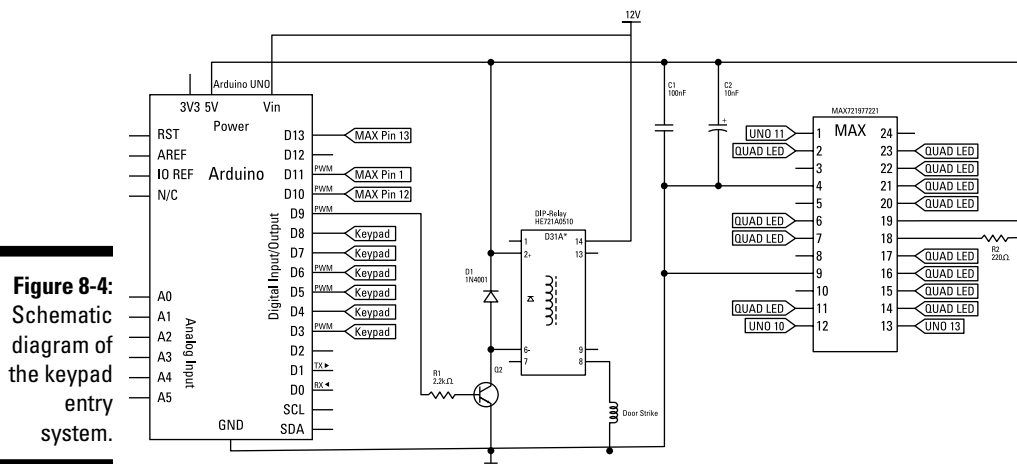 Figure 8-4:
Schematic
diagram of
the keypad
entry
system.
12V
Arduino UNO
3V3 5V Vin
Power
Arduino
RST
AREF
IO REF
N/C
A0
A1
A2
A3
A4
A5
Analog Input
Digital Input/Output
D13 MAX Pin 13
D12
D11 PWM MAX Pin 1
D10 PWM MAX Pin 12
D9 PWM
D8 Keypad
D7 Keypad
D6 PWM Keypad
D5 PWM Keypad
D4 Keypad
D3 PWM Keypad
D2
D1 TX
D0 RX
SCL
SDA
GND
R1
2.2kΩ
D1
1N4001
Q2
DIP-Relay
HE721A0510
D31A*
1 14
2+ 13
6- 9
7 8
Door Strike
C1
100nF
C2
10nF
+
MAX721977221
MAX
UNO 11 1 24
QUAD LED 2 23 QUAD LED
3 22 QUAD LED
4 21 QUAD LED
5 20 QUAD LED
QUAD LED 6 19
QUAD LED 7 18
8 17 QUAD LED
9 16 QUAD LED
10 15 QUAD LED
QUAD LED 11 14 QUAD LED
UNO 10 12 13 UNO 13
R2
220Ω